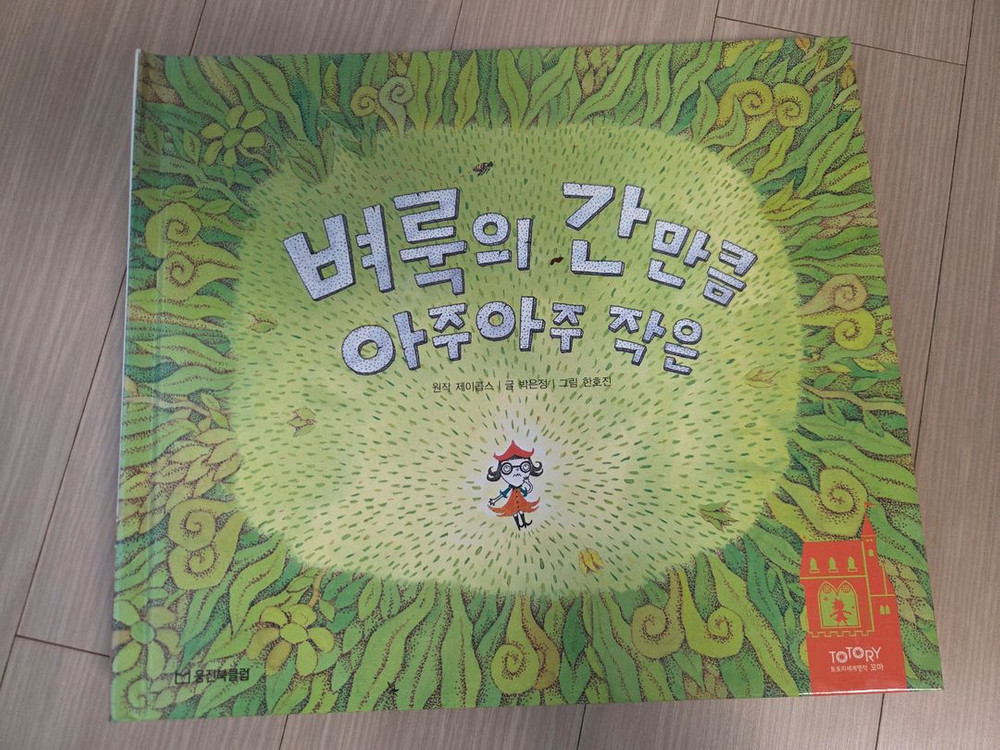 벼룩의 간만큼
아주아주 작은
원작 제이콥스 | 글 박은정 | 그림 한호진
웅진북클럽
TOTORY
토토리세계명작 꼬마